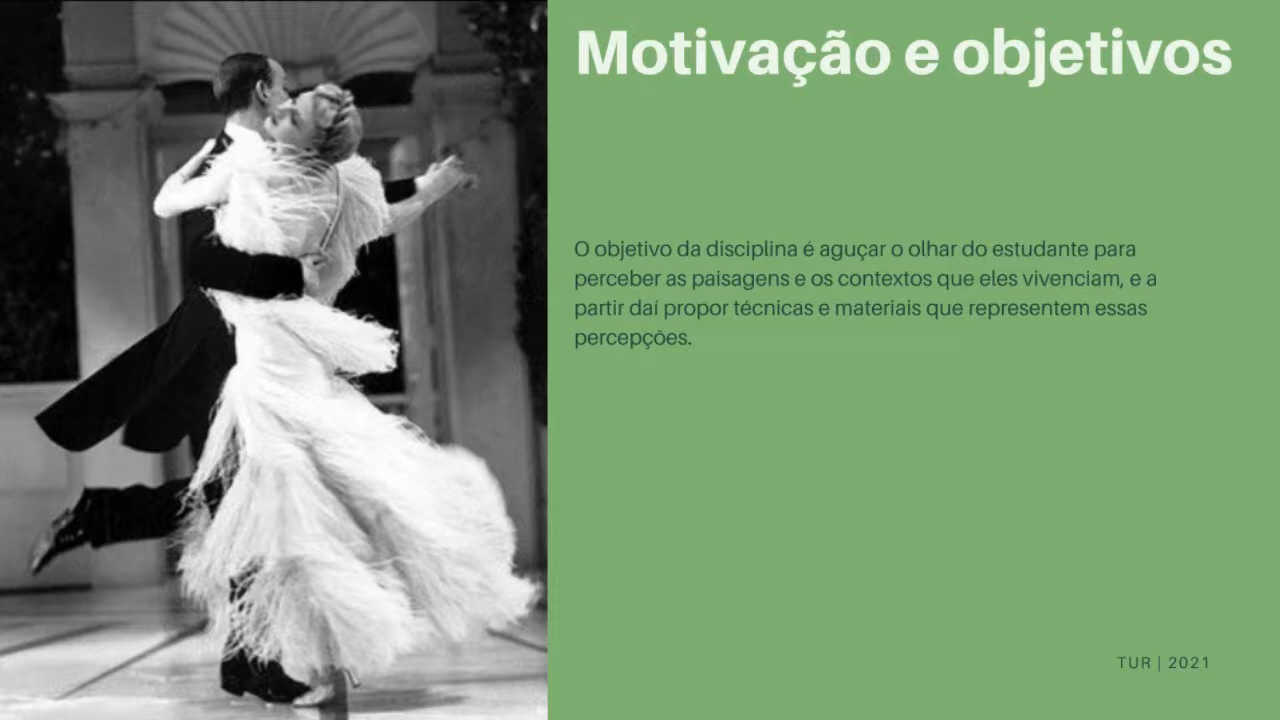 Motivação e objetivos
O objetivo da disciplina é aguçar o olhar do estudante para
perceber as paisagens e os contextos que eles vivenciam, e a
partir daí propor técnicas e materiais que representem essas
percepções.
TUR | 2021